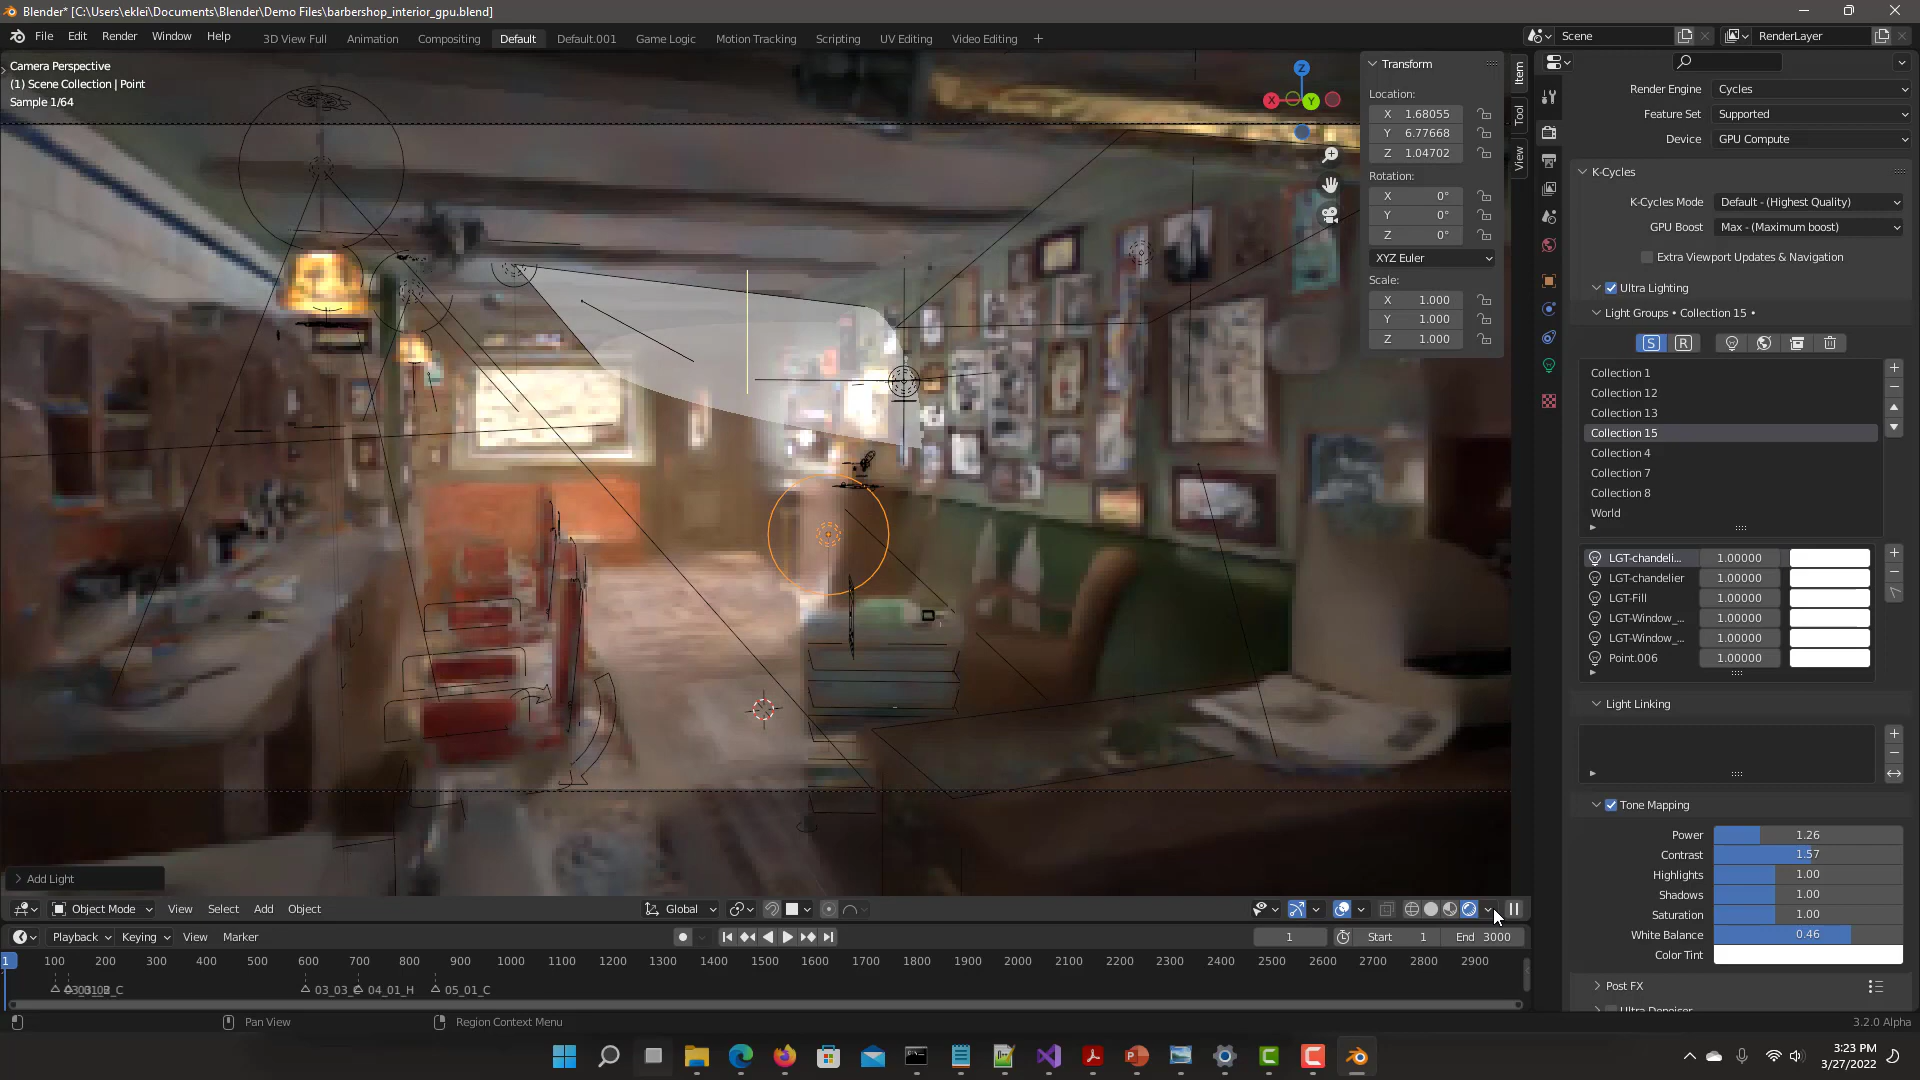 Blender* [C:\Users\eklei\Documents\Blender\Demo Files\barbershop_interior_gpu.blend]
File Edit Render Window Help
3D View Full Animation Compositing Default Default.001 Game Logic Motion Tracking Scripting UV Editing Video Editing +
Scene
RenderLayer
Camera Perspective
(1) Scene Collection | Point
Sample 1/64
Z
X
Y
Transform
Location:
X 1.68055
Y 6.77668
Z 1.04702
Rotation:
X 0°
Y 0°
Z 0°
XYZ Euler
Scale:
X 1.000
Y 1.000
Z 1.000
Item
Tool
View
Render Engine Cycles
Feature Set Supported
Device GPU Compute
K-Cycles
K-Cycles Mode Default - (Highest Quality)
GPU Boost Max - (Maximum boost)
Extra Viewport Updates & Navigation
Ultra Lighting
Light Groups • Collection 15 •
S R
Collection 1
Collection 12
Collection 13
Collection 15
Collection 4
Collection 7
Collection 8
World
LGT-chandeli... 1.00000
LGT-chandelier 1.00000
LGT-Fill 1.00000
LGT-Window_... 1.00000
LGT-Window_... 1.00000
Point.006 1.00000
Light Linking
Tone Mapping
Power 1.26
Contrast 1.57
Highlights 1.00
Shadows 1.00
Saturation 1.00
White Balance 0.46
Color Tint
Post FX
Add Light
Object Mode View Select Add Object
Global
Playback Keying View Marker
1
Start 1
End 3000
1 100 200 300 400 500 600 700 800 900 1000 1100 1200 1300 1400 1500 1600 1700 1800 1900 2000 2100 2200 2300 2400 2500 2600 2700 2800 2900
04_01_H 05_01_C
Pan View
Region Context Menu
3.2.0 Alpha
3:23 PM
3/27/2022